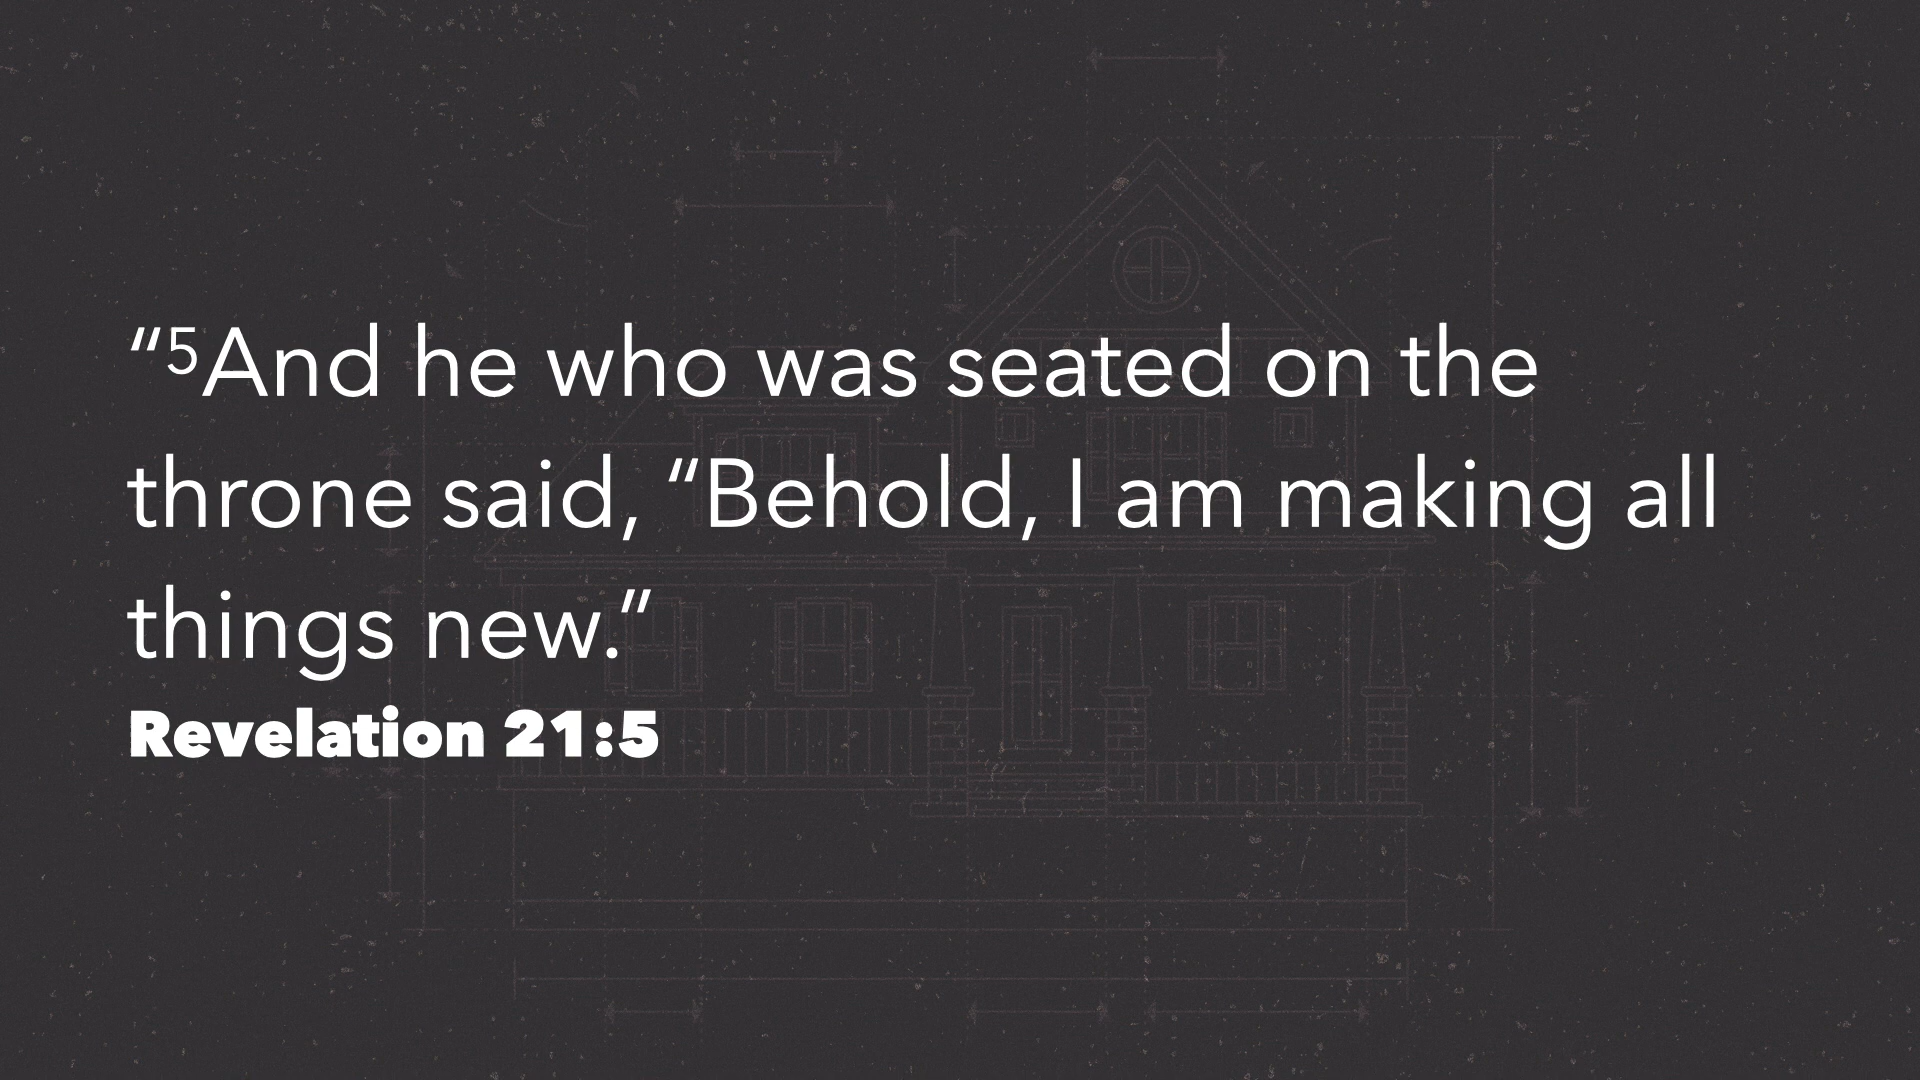 “⁵And he who was seated on the
throne said, “Behold, I am making all
things new.”
Revelation 21:5